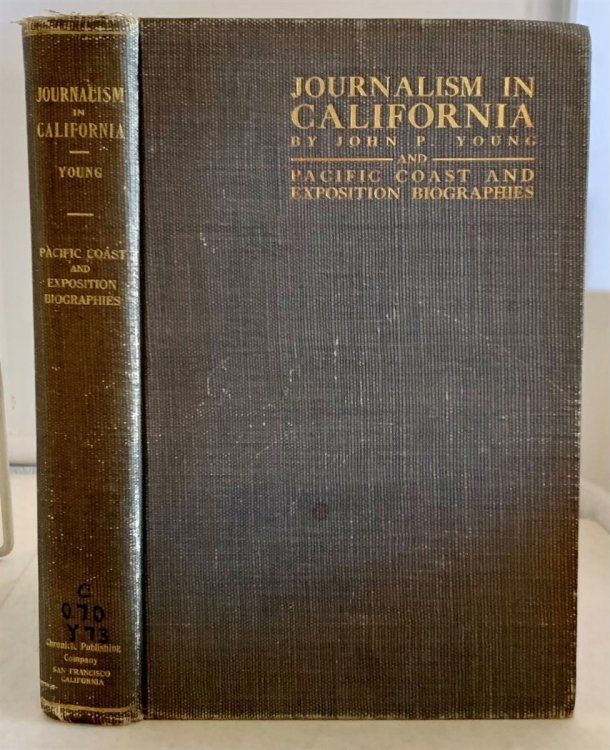 JOURNALISM
IN
CALIFORNIA
YOUNG
PACIFIC COAST
AND
EXPOSITION
BIOGRAPHIES
C
070
Y73
Chronicle Publishing
Company
SAN FRANCISCO
CALIFORNIA
JOURNALISM IN
CALIFORNIA
BY JOHN P. YOUNG
AND
PACIFIC COAST AND
EXPOSITION BIOGRAPHIES